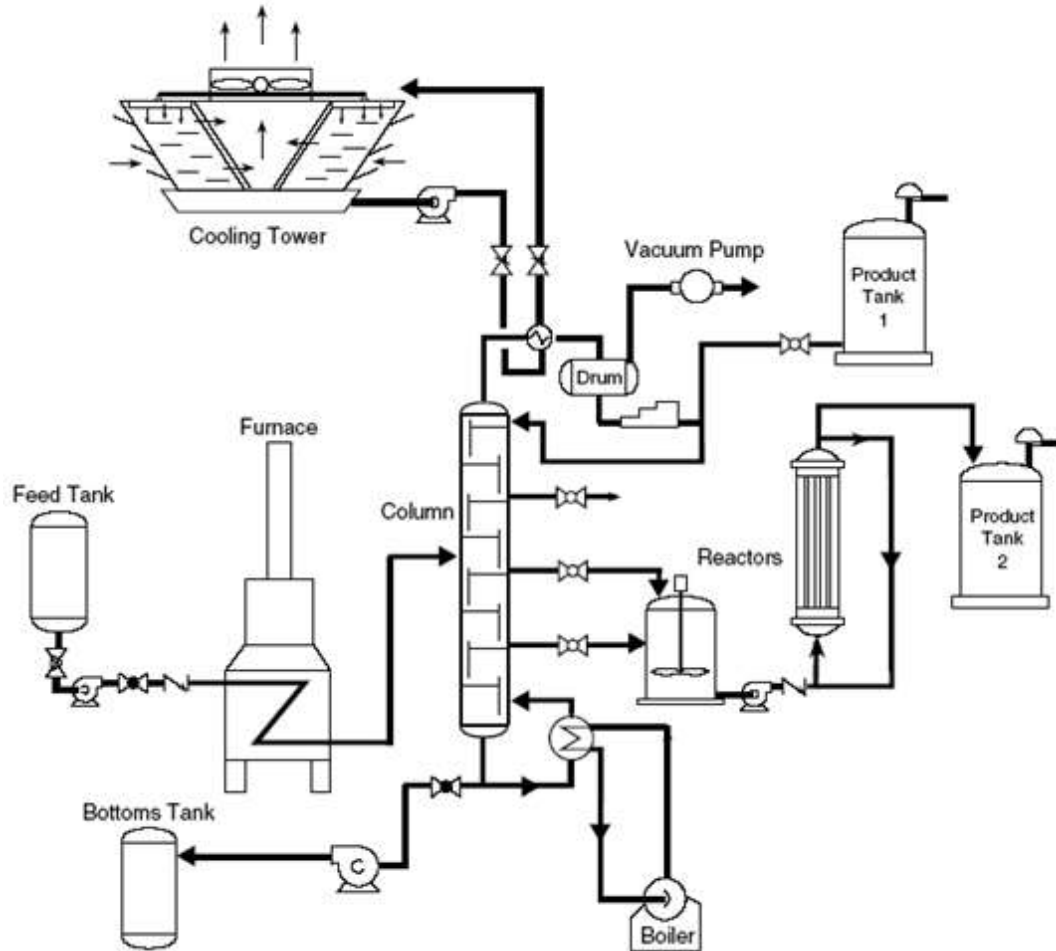 Cooling Tower
Vacuum Pump
Product
Tank
1
Drum
Furnace
Feed Tank
Column
Reactors
Product
Tank
2
Bottoms Tank
C
Boiler